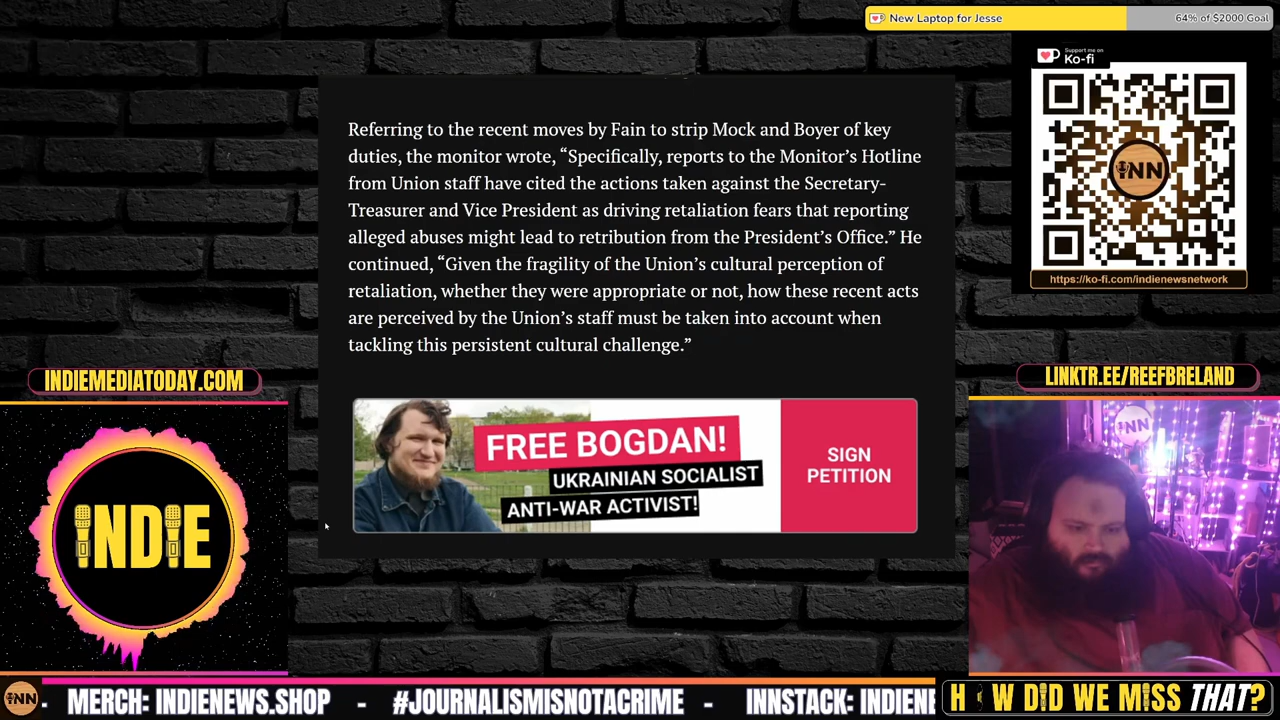 New Laptop for Jesse
64% of $2000 Goal
Support me on
Ko-fi
Referring to the recent moves by Fain to strip Mock and Boyer of key
duties, the monitor wrote, “Specifically, reports to the Monitor’s Hotline
from Union staff have cited the actions taken against the Secretary-
Treasurer and Vice President as driving retaliation fears that reporting
alleged abuses might lead to retribution from the President’s Office.” He
continued, “Given the fragility of the Union’s cultural perception of
retaliation, whether they were appropriate or not, how these recent acts
are perceived by the Union’s staff must be taken into account when
tackling this persistent cultural challenge.”
INN
https://ko-fi.com/indienewsnetwork
INDIEMEDIATODAY.COM
LINKTR.EE/REEFBRELAND
FREE BOGDAN!
UKRAINIAN SOCIALIST
ANTI-WAR ACTIVIST!
SIGN
PETITION
INDIE
INN
INN
- MERCH: INDIENEWS.SHOP - #JOURNALISMISNOTACRIME - INNSTACK: INDIENE
HOW DID WE MISS THAT?